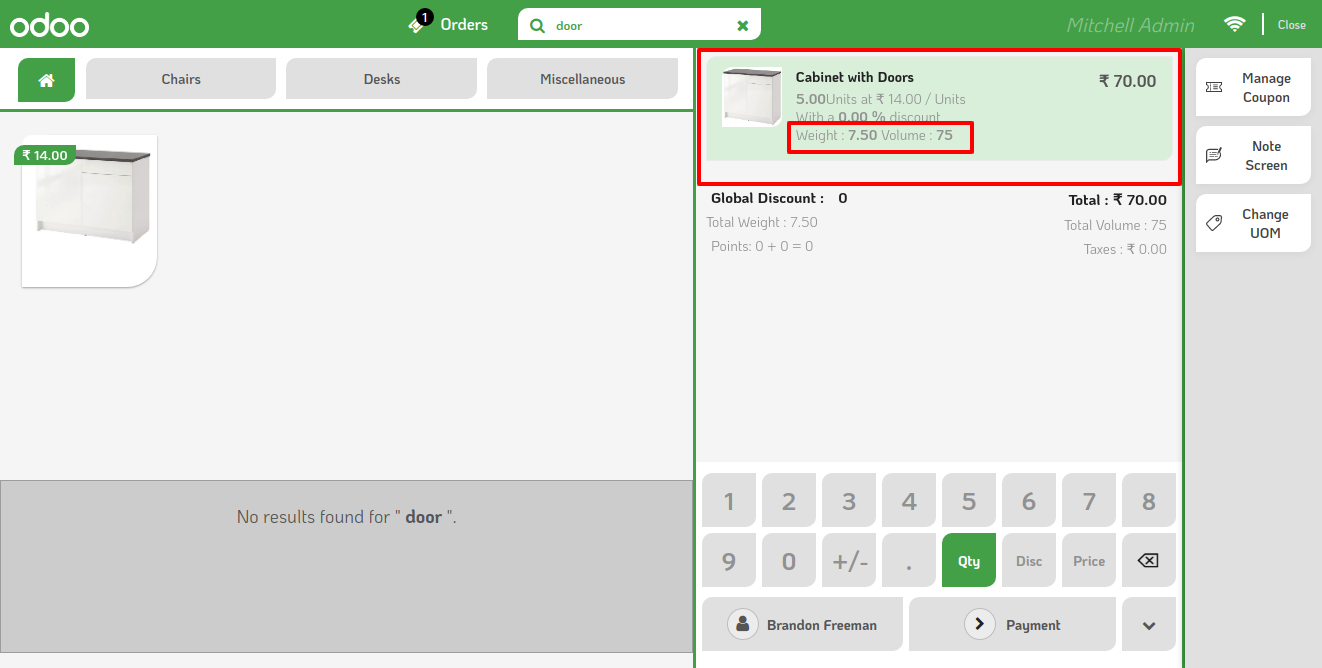 odoo
1
Orders
door
Mitchell Admin
Close
Chairs
Desks
Miscellaneous
₹ 14.00
No results found for " door ".
Cabinet with Doors
₹ 70.00
5.00Units at ₹ 14.00 / Units
With a 0.00 % discount
Weight : 7.50 Volume : 75
Global Discount : 0
Total : ₹ 70.00
Total Weight : 7.50
Total Volume : 75
Points: 0 + 0 = 0
Taxes : ₹ 0.00
1 2 3 4 5 6 7 8
9 0 +/- . Qty Disc Price
Brandon Freeman
Payment
Manage
Coupon
Note
Screen
Change
UOM